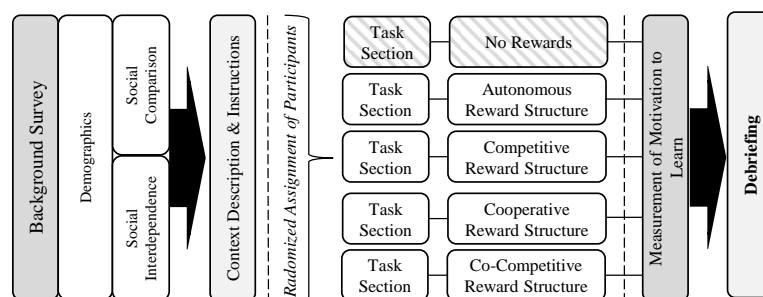 Background Survey
Demographics
Social
Comparison
Social
Interdependence
Context Description & Instructions
Radomized Assignment of Participants
Task
Section
No Rewards
Task
Section
Autonomous
Reward Structure
Task
Section
Competitive
Reward Structure
Task
Section
Cooperative
Reward Structure
Task
Section
Co-Competitive
Reward Structure
Measurement of Motivation to
Learn
Debriefing